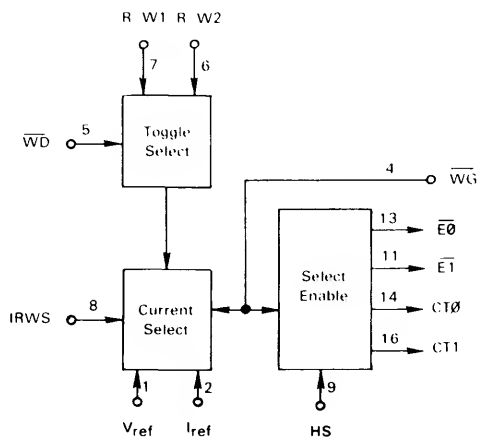 R W1 R W2
7 6
WD 5
Toggle
Select
4 WG
13 E0
11 E1
Select
Enable
14 CTØ
16 CT1
IRWS 8
Current
Select
1 2 9
Vref Iref HS